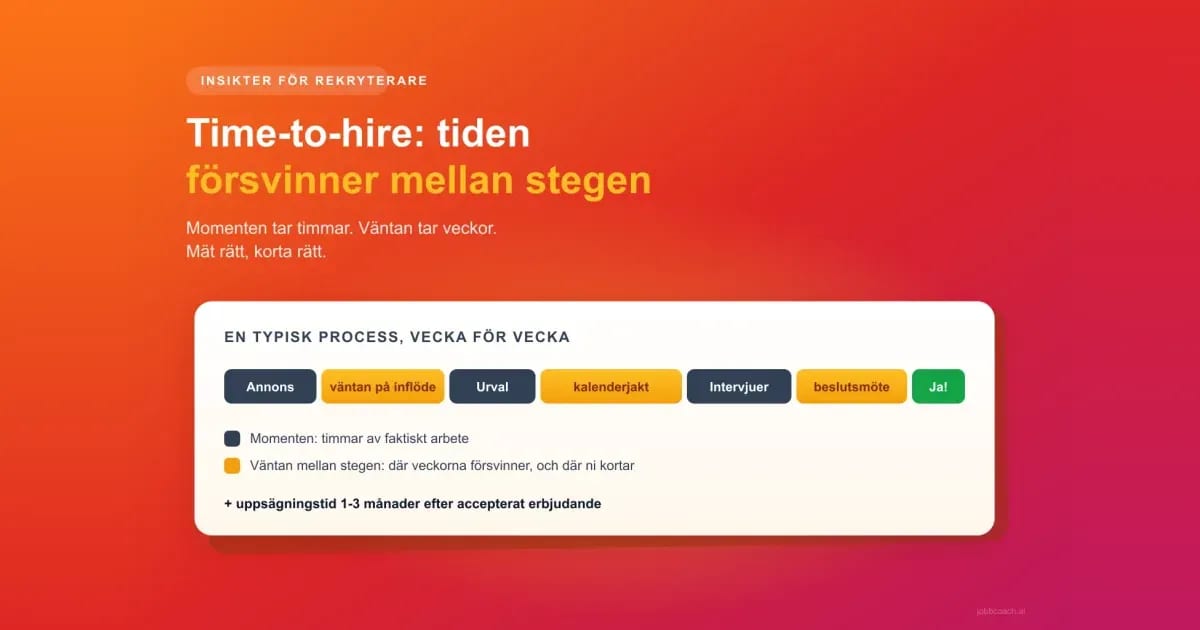 INSIKTER FÖR REKRYTERARE
Time-to-hire: tiden
försvinner mellan stegen
Momenten tar timmar. Väntan tar veckor.
Mät rätt, korta rätt.
EN TYPISK PROCESS, VECKA FÖR VECKA
Annons väntan på inflöde Urval kalenderjakt Intervjuer beslutsmöte Ja!
Momenten: timmar av faktiskt arbete
Väntan mellan stegen: där veckorna försvinner, och där ni kortar
+ uppsägningstid 1-3 månader efter accepterat erbjudande
jobbcoach.ai